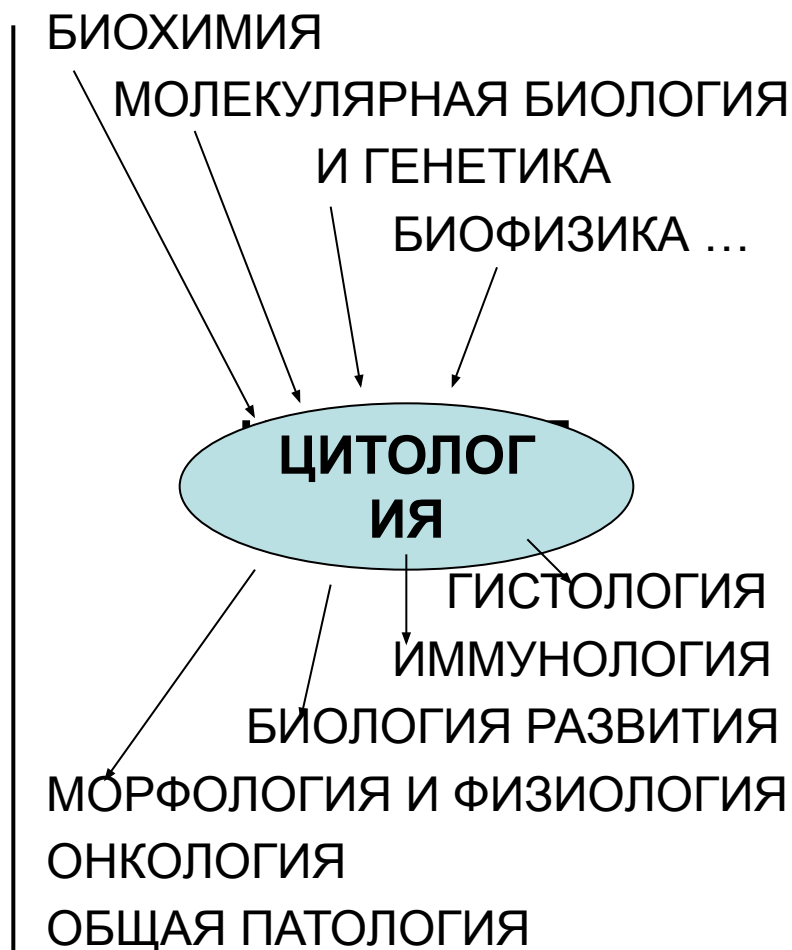 БИОХИМИЯ
МОЛЕКУЛЯРНАЯ БИОЛОГИЯ
И ГЕНЕТИКА
БИОФИЗИКА ...
ЦИТОЛОГ
ИЯ
ГИСТОЛОГИЯ
ИММУНОЛОГИЯ
БИОЛОГИЯ РАЗВИТИЯ
МОРФОЛОГИЯ И ФИЗИОЛОГИЯ
ОНКОЛОГИЯ
ОБЩАЯ ПАТОЛОГИЯ